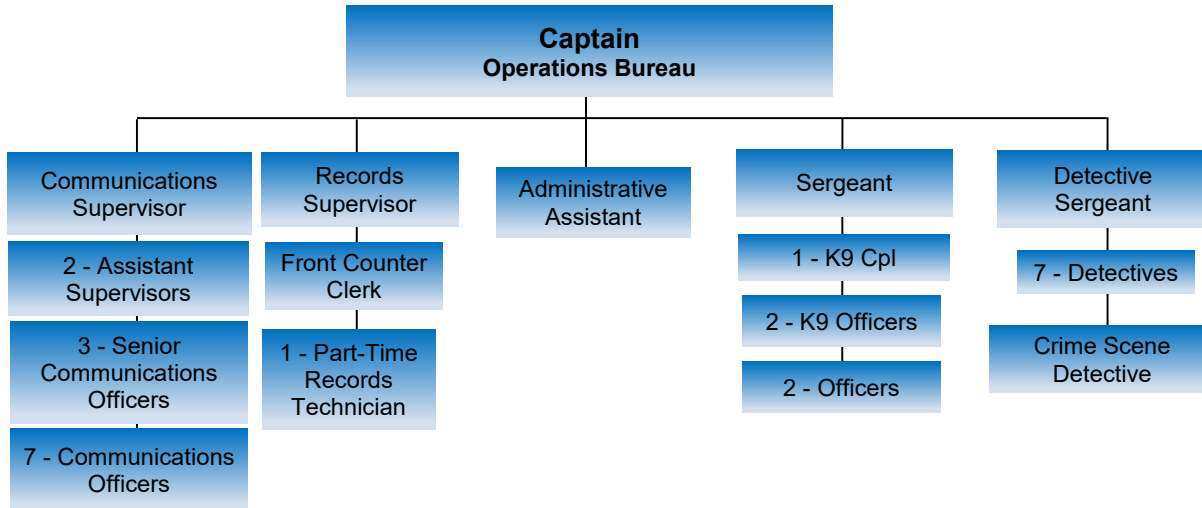 Captain
Operations Bureau
Communications
Supervisor
2 - Assistant
Supervisors
3 - Senior
Communications
Officers
7 - Communications
Officers
Records
Supervisor
Front Counter
Clerk
1 - Part-Time
Records
Technician
Administrative
Assistant
Sergeant
1 - K9 Cpl
2 - K9 Officers
2 - Officers
Detective
Sergeant
7 - Detectives
Crime Scene
Detective